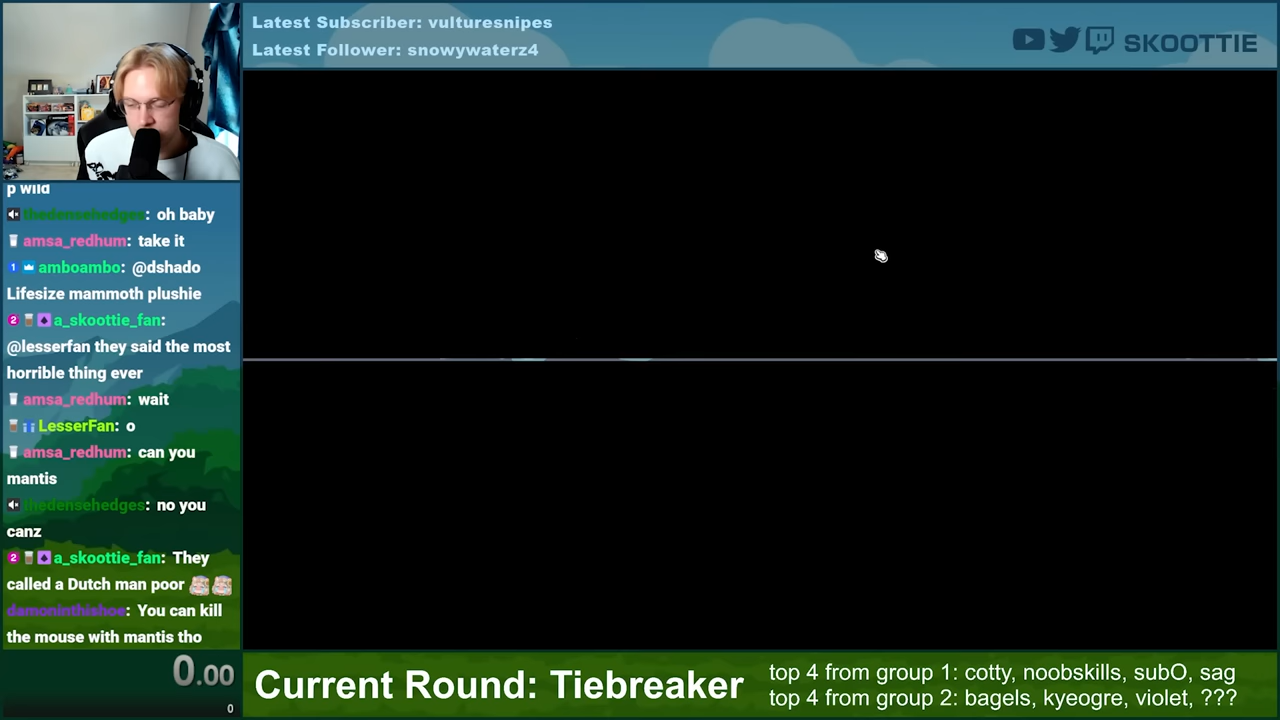 Latest Subscriber: vulturesnipes
Latest Follower: snowywaterz4
SKOOTTIE
p wild
thedensehedges: oh baby
amsa_redhum: take it
1 amboambo: @dshado
Lifesize mammoth plushie
2 a_skoottie_fan:
@lesserfan they said the most
horrible thing ever
amsa_redhum: wait
LesserFan: o
amsa_redhum: can you
mantis
thedensehedges: no you
canz
2 a_skoottie_fan: They
called a Dutch man poor
damoninthishoe: You can kill
the mouse with mantis tho
0.00
0
Current Round: Tiebreaker
top 4 from group 1: cotty, noobskills, subO, sag
top 4 from group 2: bagels, kyeogre, violet, ???